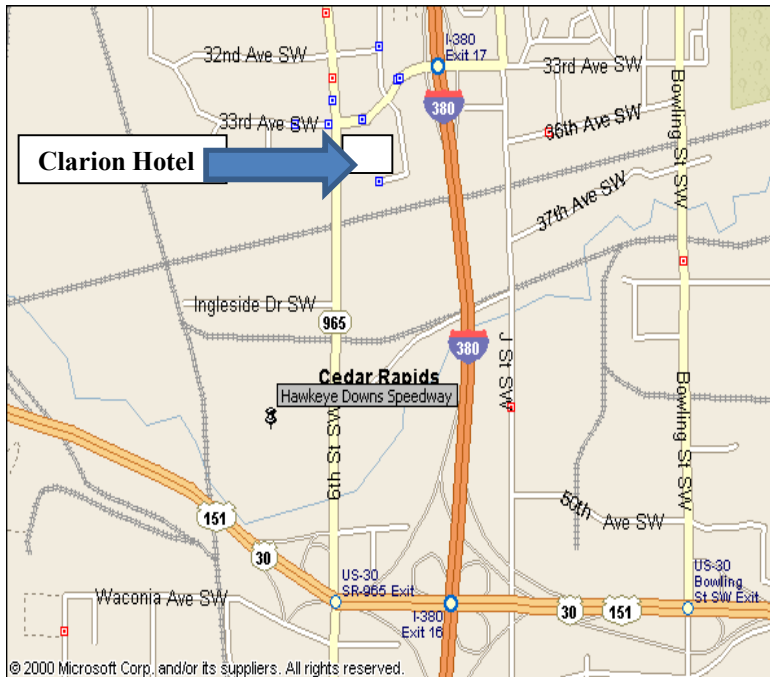 I-380
Exit 17
32nd Ave SW
33rd Ave SW
380
Bowling St SW
33rd Ave SW
36th Ave SW
Clarion Hotel
37th Ave SW
Ingleside Dr SW
965
380
J St SW
Cedar Rapids
Hawkeye Downs Speedway
6th St SW
Bowling St SW
151
30
50th Ave SW
US-30
SR-965 Exit
US-30
Bowling
St SW Exit
Waconia Ave SW
I-380
Exit 16
30
151
© 2000 Microsoft Corp. and/or its suppliers. All rights reserved.